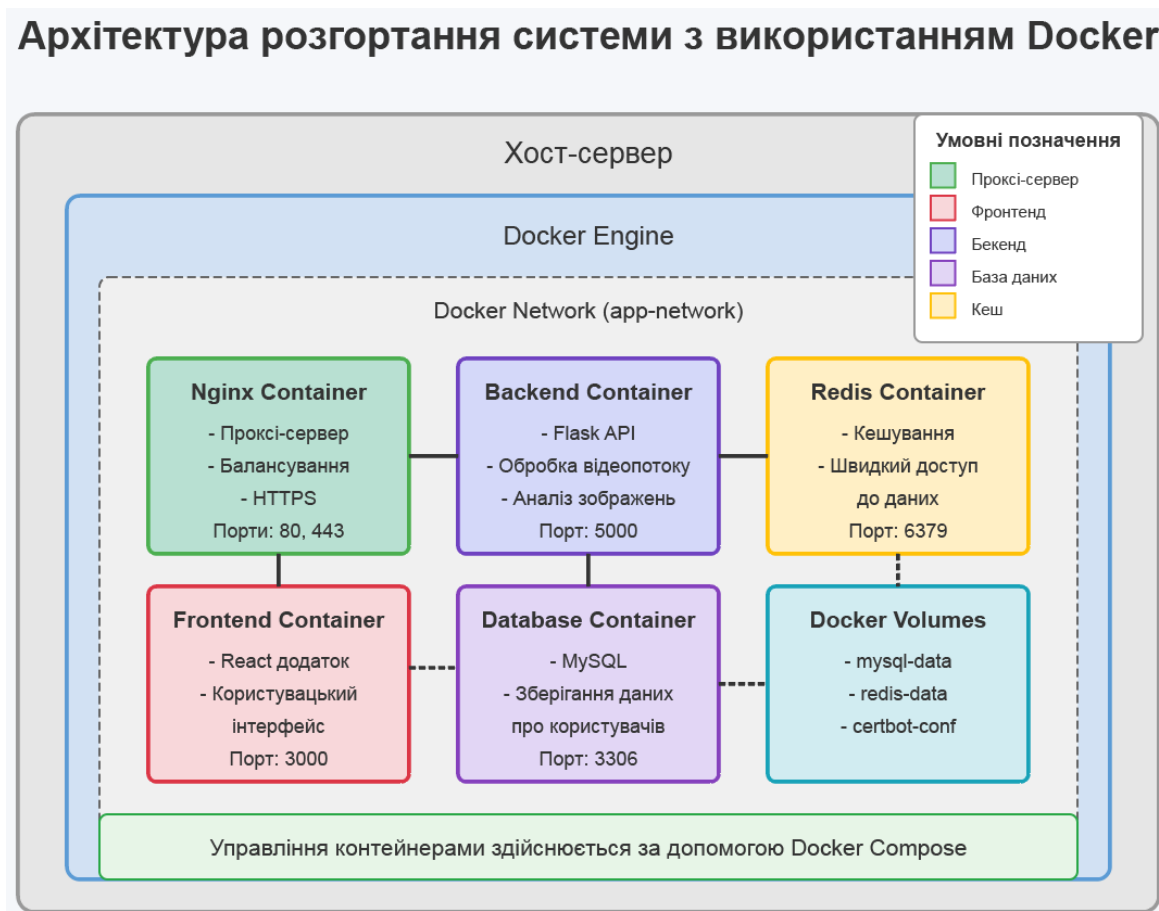 Архітектура розгортання системи з використанням Docker
Хост-сервер
Умовні позначення
Проксі-сервер
Фронтенд
Бекенд
База даних
Кеш
Docker Engine
Docker Network (app-network)
Nginx Container
- Проксі-сервер
- Балансування
- HTTPS
Порти: 80, 443
Backend Container
- Flask API
- Обробка відеопотоку
- Аналіз зображень
Порт: 5000
Redis Container
- Кешування
- Швидкий доступ
до даних
Порт: 6379
Frontend Container
- React додаток
- Користувацький
інтерфейс
Порт: 3000
Database Container
- MySQL
- Зберігання даних
про користувачів
Порт: 3306
Docker Volumes
- mysql-data
- redis-data
- certbot-conf
Управління контейнерами здійснюється за допомогою Docker Compose